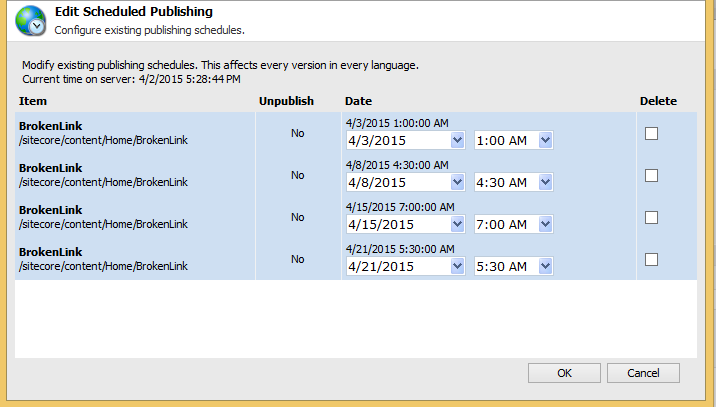 Edit Scheduled Publishing
Configure existing publishing schedules.
Modify existing publishing schedules. This affects every version in every language.
Current time on server: 4/2/2015 5:28:44 PM
Item Unpublish Date Delete
BrokenLink
/sitecore/content/Home/BrokenLink
No
4/3/2015 1:00:00 AM
4/3/2015 1:00 AM
BrokenLink
/sitecore/content/Home/BrokenLink
No
4/8/2015 4:30:00 AM
4/8/2015 4:30 AM
BrokenLink
/sitecore/content/Home/BrokenLink
No
4/15/2015 7:00:00 AM
4/15/2015 7:00 AM
BrokenLink
/sitecore/content/Home/BrokenLink
No
4/21/2015 5:30:00 AM
4/21/2015 5:30 AM
OK Cancel